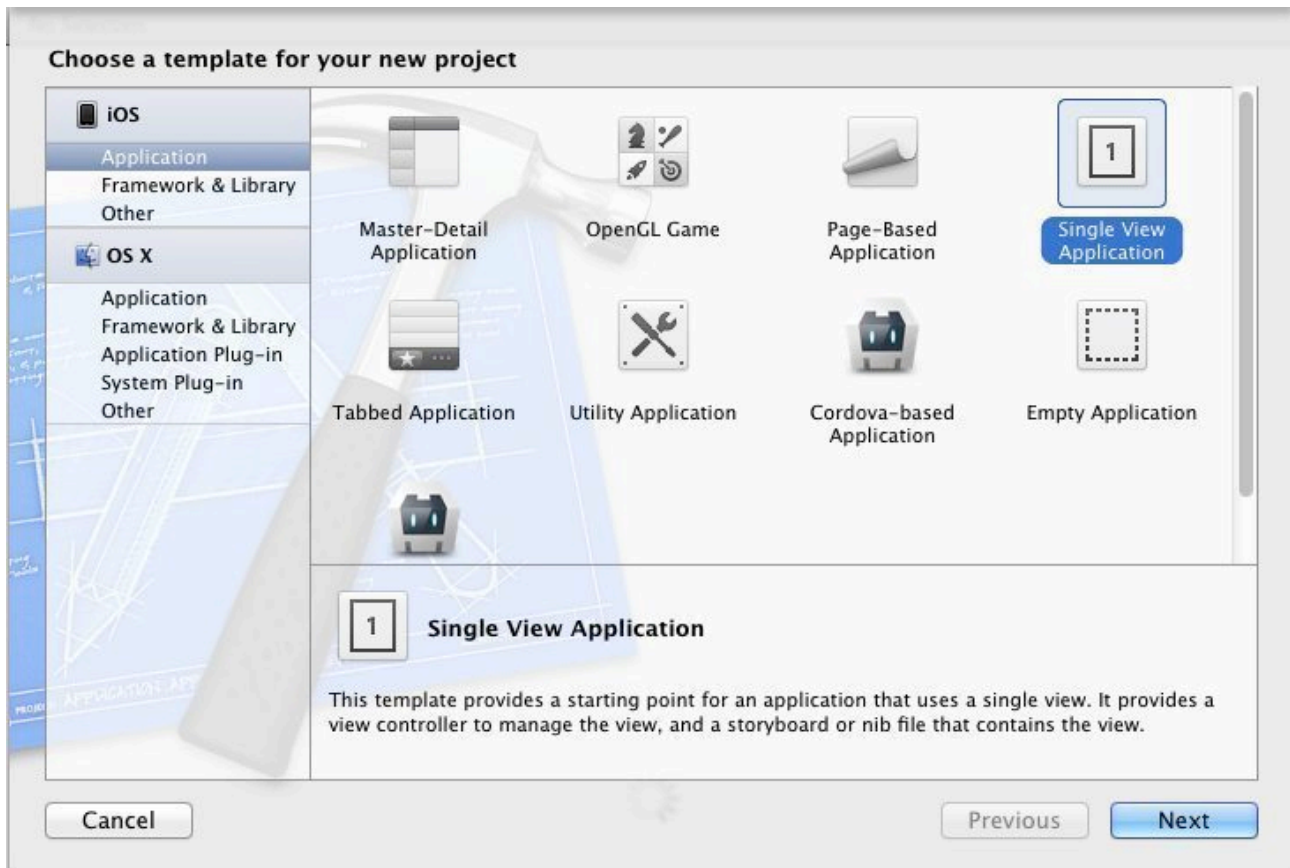 Choose a template for your new project
iOS
Application
Framework & Library
Other
OS X
Application
Framework & Library
Application Plug-in
System Plug-in
Other
Master-Detail
Application
OpenGL Game
Page-Based
Application
1
Single View
Application
Tabbed Application
Utility Application
Cordova-based
Application
Empty Application
1
Single View Application
This template provides a starting point for an application that uses a single view. It provides a
view controller to manage the view, and a storyboard or nib file that contains the view.
Cancel
Previous
Next